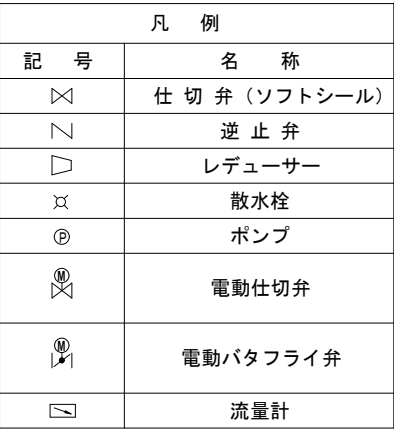 凡 例
記 号 名 称
仕 切 弁（ソフトシール）
逆 止 弁
レデューサー
散水栓
Ⓟ ポンプ
Ⓜ 電動仕切弁
Ⓜ 電動バタフライ弁
流量計